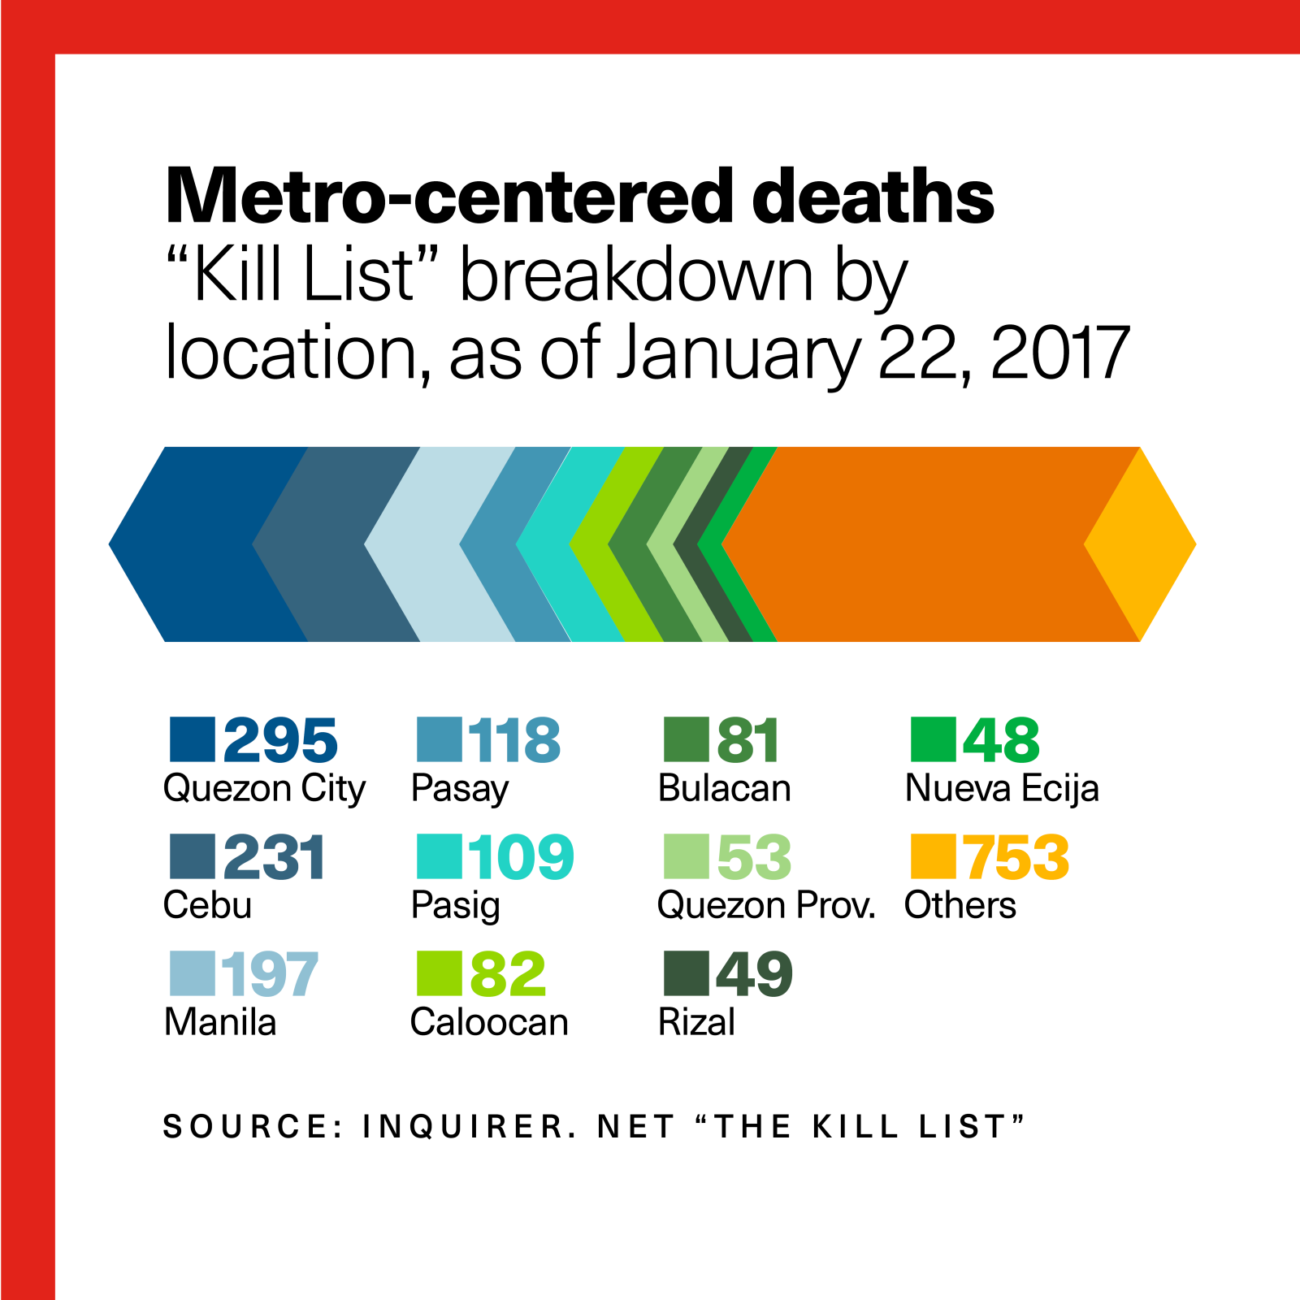 Metro-centered deaths
“Kill List” breakdown by
location, as of January 22, 2017
295
Quezon City
118
Pasay
81
Bulacan
48
Nueva Ecija
231
Cebu
109
Pasig
53
Quezon Prov.
753
Others
197
Manila
82
Caloocan
49
Rizal
SOURCE: INQUIRER. NET “THE KILL LIST”